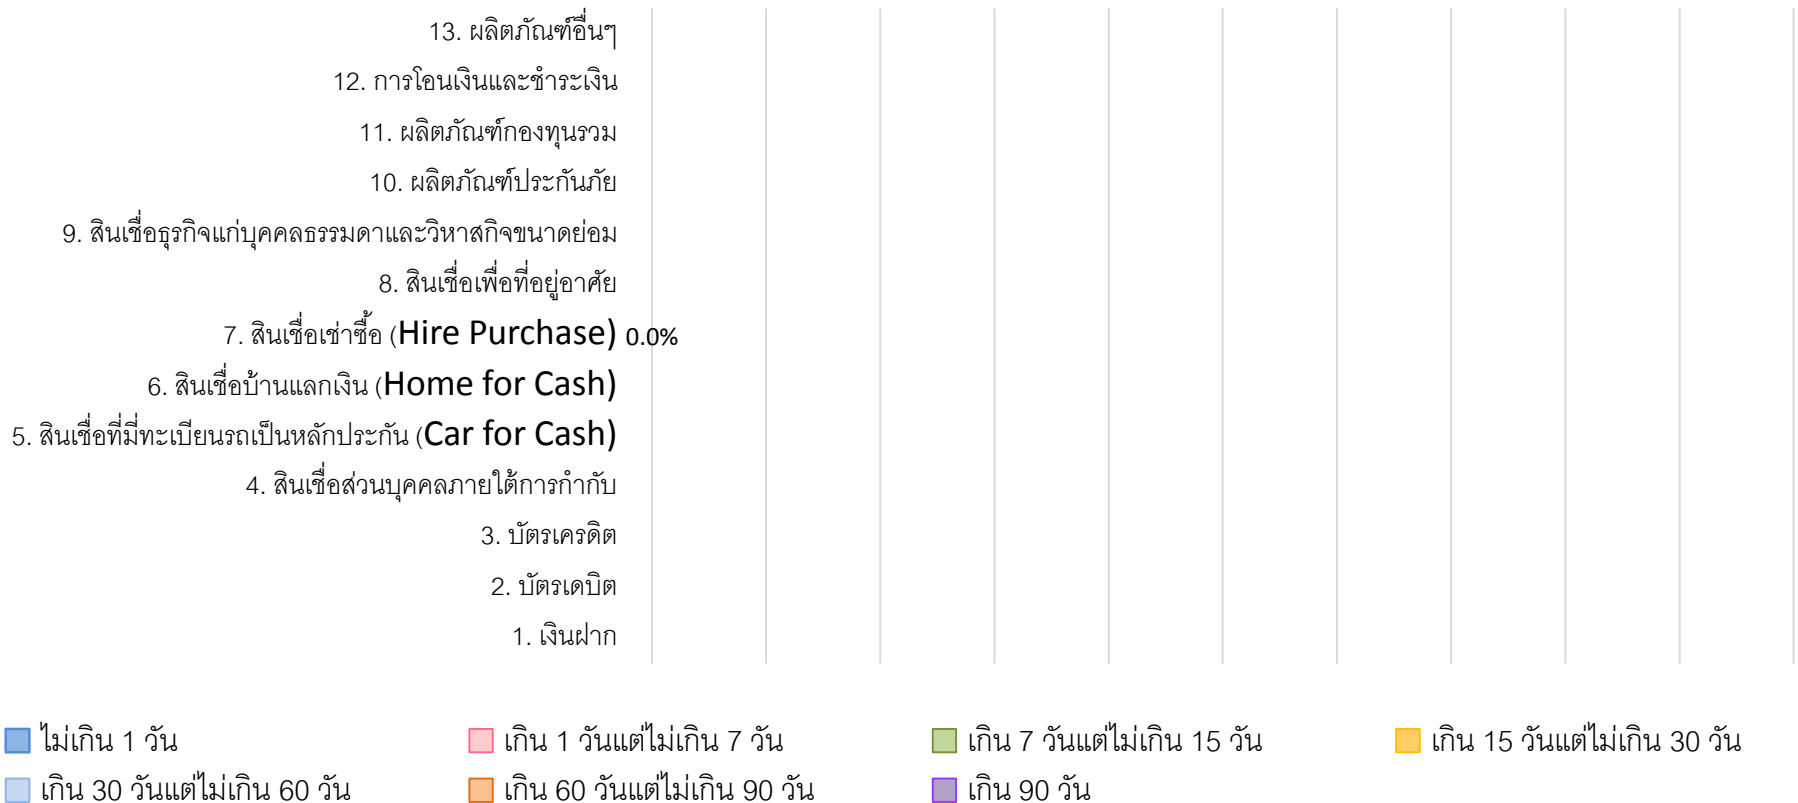 13. ผลิตภัณฑ์อื่นๆ
12. การโอนเงินและชำระเงิน
11. ผลิตภัณฑ์กองทุนรวม
10. ผลิตภัณฑ์ประกันภัย
9. สินเชื่อธุรกิจแก่บุคคลธรรมดาและวิหาสกิจขนาดย่อม
8. สินเชื่อเพื่อที่อยู่อาศัย
7. สินเชื่อเช่าซื้อ (Hire Purchase) 0.0%
6. สินเชื่อบ้านแลกเงิน (Home for Cash)
5. สินเชื่อที่มี่ทะเบียนรถเป็นหลักประกัน (Car for Cash)
4. สินเชื่อส่วนบุคคลภายใต้การกำกับ
3. บัตรเครดิต
2. บัตรเดบิต
1. เงินฝาก
ไม่เกิน 1 วัน เกิน 1 วันแต่ไม่เกิน 7 วัน เกิน 7 วันแต่ไม่เกิน 15 วัน เกิน 15 วันแต่ไม่เกิน 30 วัน
เกิน 30 วันแต่ไม่เกิน 60 วัน เกิน 60 วันแต่ไม่เกิน 90 วัน เกิน 90 วัน